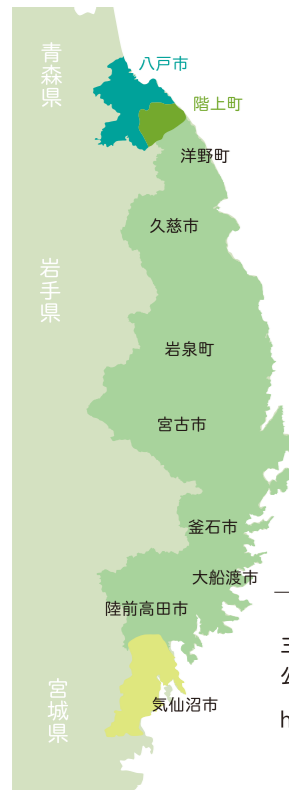 青森県
八戸市
階上町
洋野町
久慈市
岩手県
岩泉町
宮古市
釜石市
大船渡市
陸前高田市
宮城県
気仙沼市
h